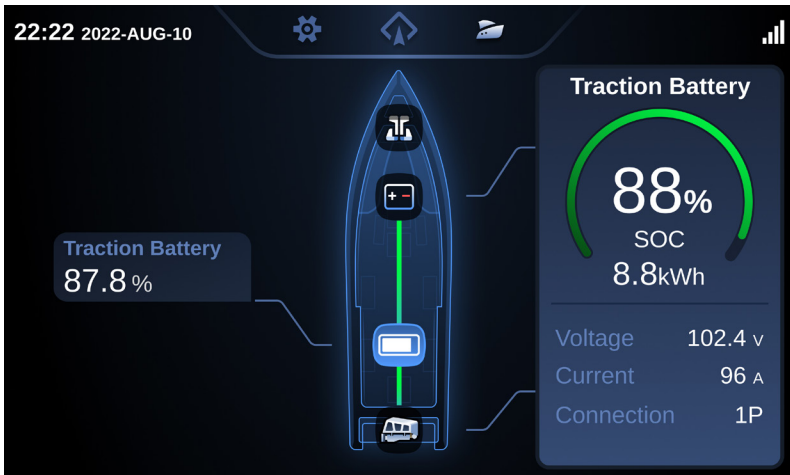 22:22 2022-AUG-10
Traction Battery
88%
SOC
8.8kWh
Traction Battery
87.8 %
Voltage 102.4 V
Current 96 A
Connection 1P